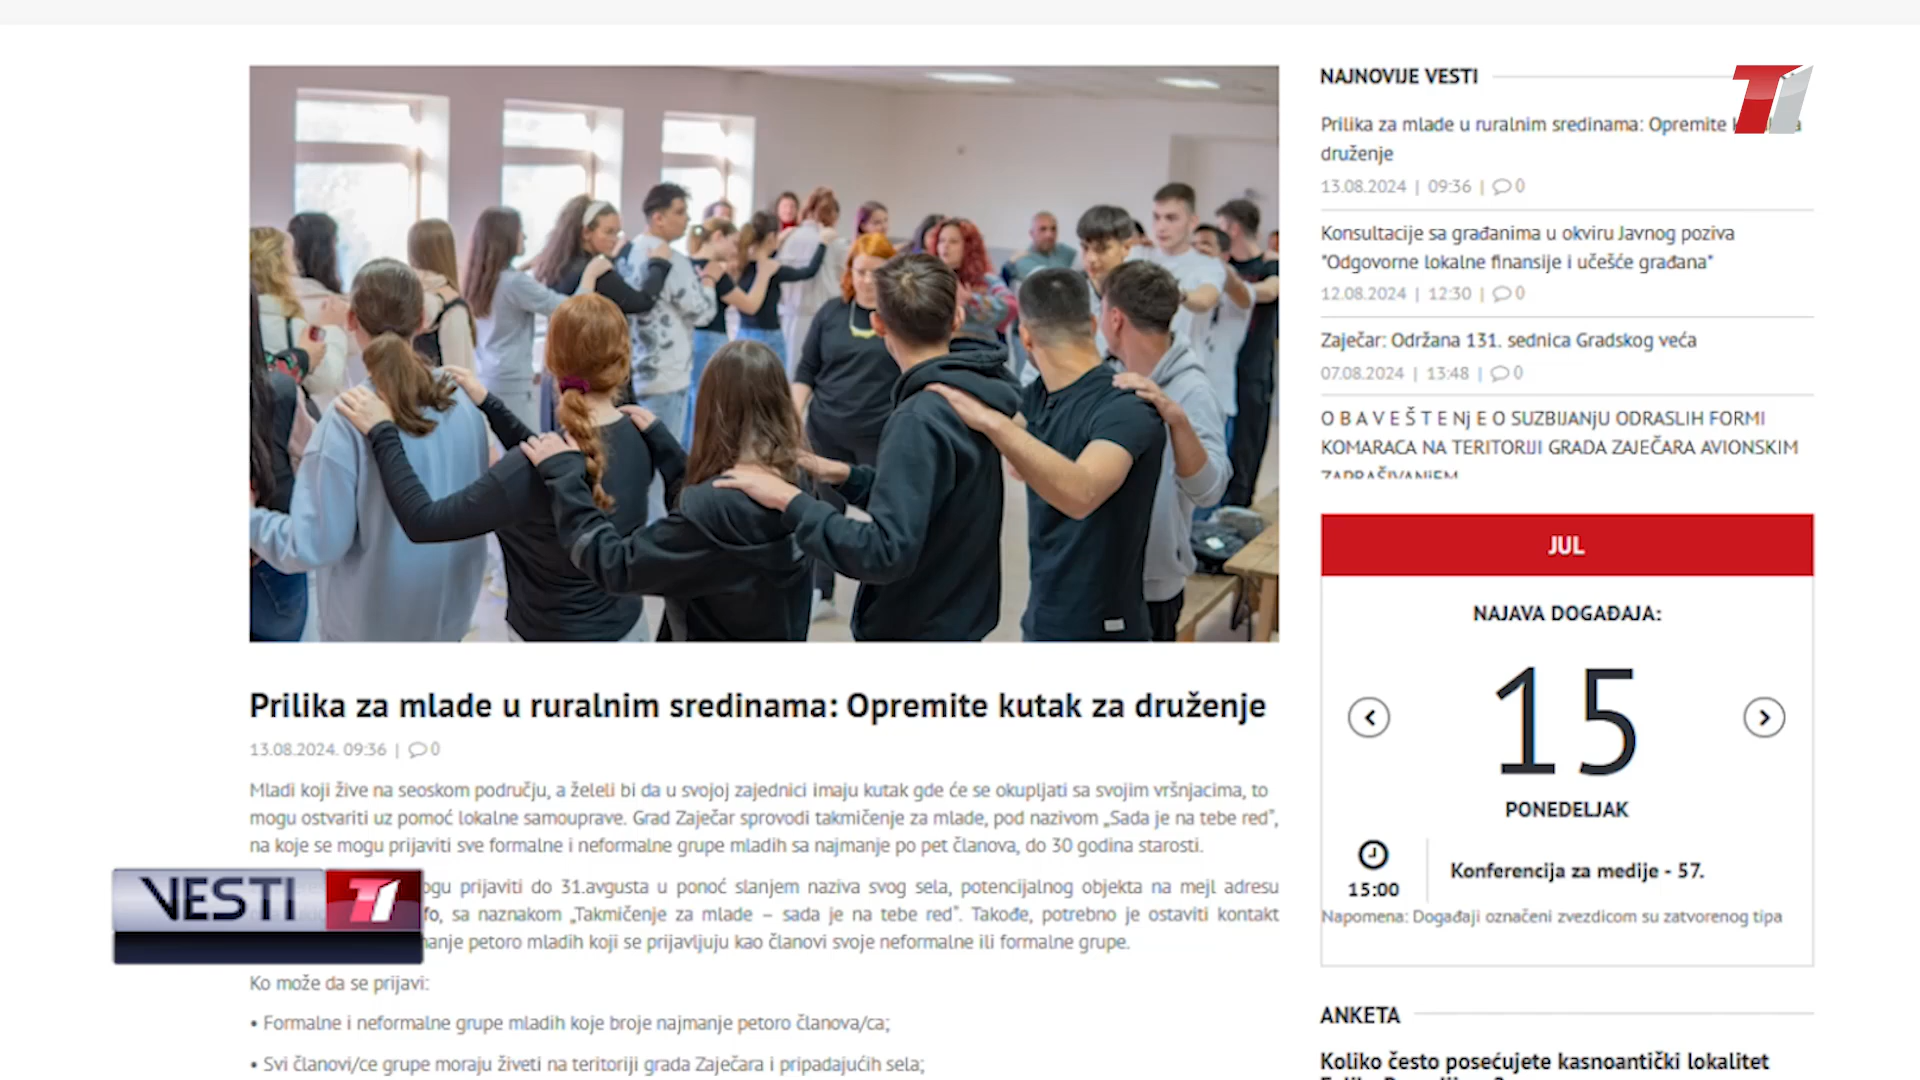 Prilika za mlade u ruralnim sredinama: Opremite kutak za druženje
13.08.2024. 09:36 | 0
Mladi koji žive na seoskom području, a želeli bi da u svojoj zajednici imaju kutak gde će se okupljati sa svojim vršnjacima, to
mogu ostvariti uz pomoć lokalne samouprave. Grad Zaječar sprovodi takmičenje za mlade, pod nazivom „Sada je na tebe red",
na koje se mogu prijaviti sve formalne i neformalne grupe mladih sa najmanje po pet članova, do 30 godina starosti.
prijaviti do 31.avgusta u ponoć slanjem naziva svog sela, potencijalnog objekta na mejl adresu
sa naznakom „Takmičenje za mlade – sada je na tebe red". Takođe, potrebno je ostaviti kontakt
petoro mladih koji se prijavljuju kao članovi svoje neformalne ili formalne grupe.
Ko može da se prijavi:
• Formalne i neformalne grupe mladih koje broje najmanje petoro članova/ca;
• Svi članovi/ce grupe moraju živeti na teritoriji grada Zaječara i pripadajućih sela;
VESTI T1
NAJNOVIJE VESTI
T1
Prilika za mlade u ruralnim sredinama: Opremite
druženje
13.08.2024 | 09:36 | 0
Konsultacije sa građanima u okviru Javnog poziva
"Odgovorne lokalne finansije i učešće građana"
12.08.2024 | 12:30 | 0
Zaječar: Održana 131. sednica Gradskog veća
07.08.2024 | 13:48 | 0
O B A V E Š T E Nj E O SUZBIJANjU ODRASLIH FORMI
KOMARACA NA TERITORIJI GRADA ZAJEČARA AVIONSKIM
JUL
NAJAVA DOGAĐAJA:
15
PONEDELJAK
15:00
Konferencija za medije - 57.
Napomena: Događaji označeni zvezdicom su zatvorenog tipa
ANKETA
Koliko često posećujete kasnoantički lokalitet